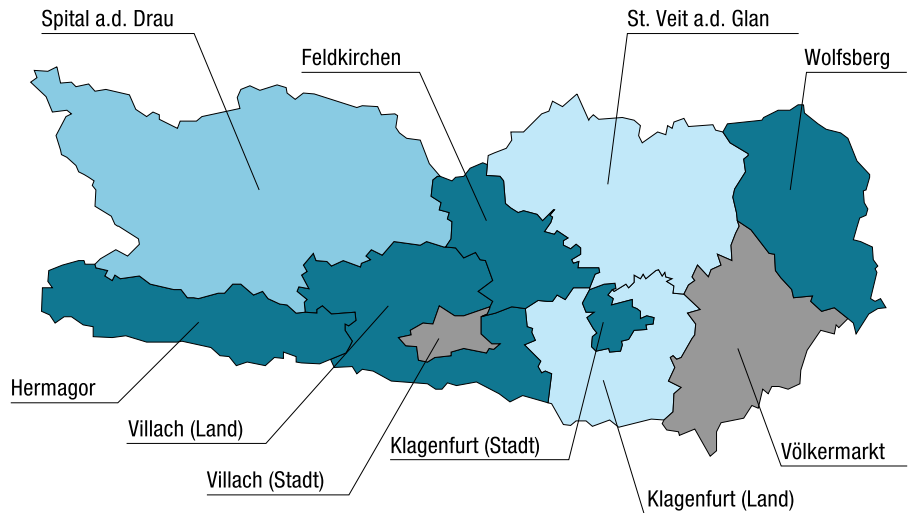 Spital a.d. Drau
St. Veit a.d. Glan
Feldkirchen
Wolfsberg
Hermagor
Villach (Land)
Klagenfurt (Stadt)
Völkermarkt
Villach (Stadt)
Klagenfurt (Land)